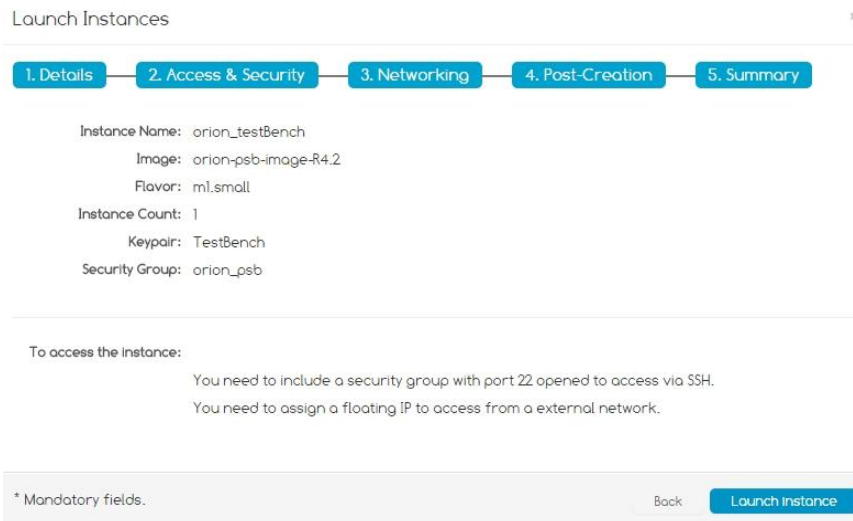 Launch Instances
1. Details 2. Access & Security 3. Networking 4. Post-Creation 5. Summary
Instance Name: orion_testBench
Image: orion-psb-image-R4.2
Flavor: m1.small
Instance Count: 1
Keypair: TestBench
Security Group: orion_psb
To access the instance:
You need to include a security group with port 22 opened to access via SSH.
You need to assign a floating IP to access from a external network.
* Mandatory fields. Back Launch Instance